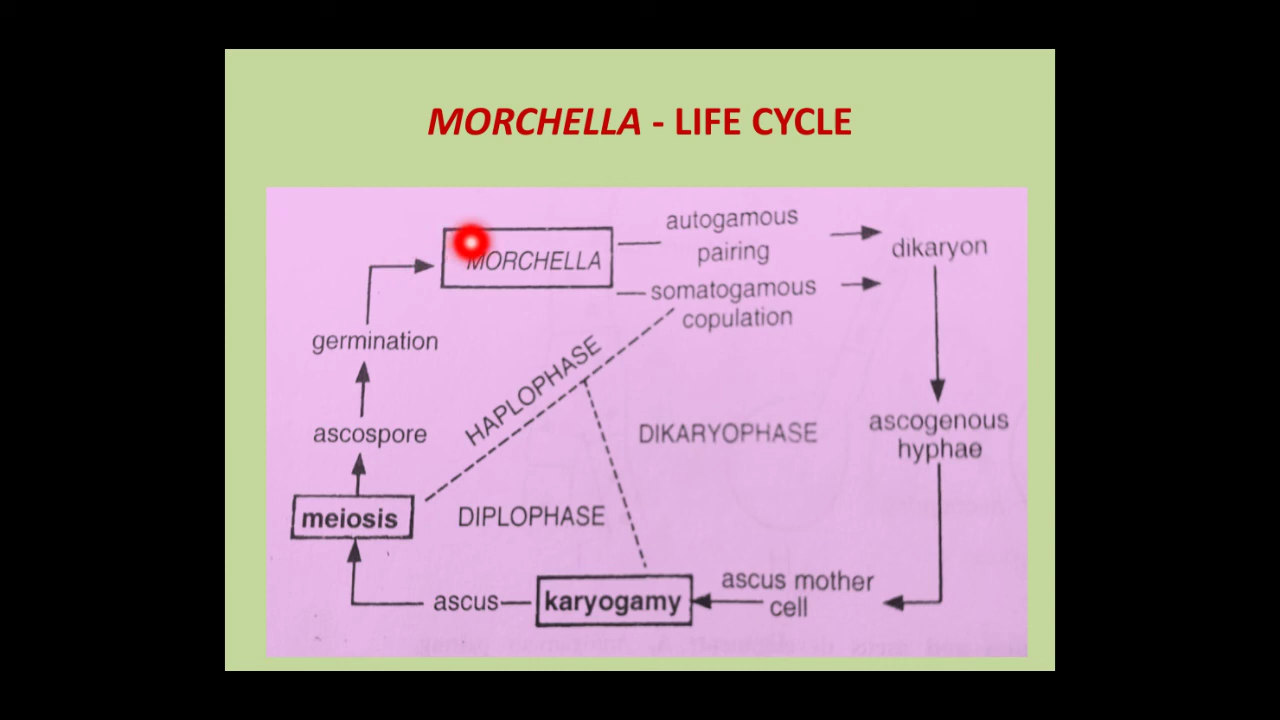 MORCHELLA - LIFE CYCLE
MORCHELLA
autogamous
pairing
somatogamous
copulation
dikaryon
germination
HAPLOPHASE
ascospore
DIKARYOPHASE
ascogenous
hyphae
meiosis
DIPLOPHASE
ascus
karyogamy
ascus mother
cell